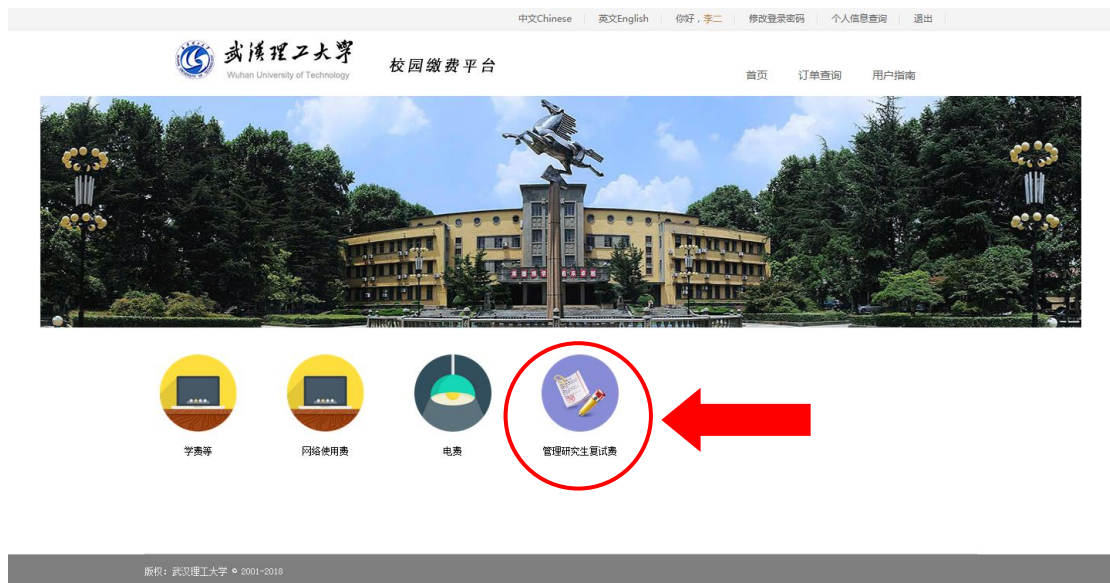 中文Chinese 英文English 你好，李二 修改登录密码 个人信息查询 退出
武汉理工大学
Wuhan University of Technology
校园缴费平台
首页 订单查询 用户指南
学费等 网络使用费 电费 管理研究生复试费
版权：武汉理工大学 © 2001-2018